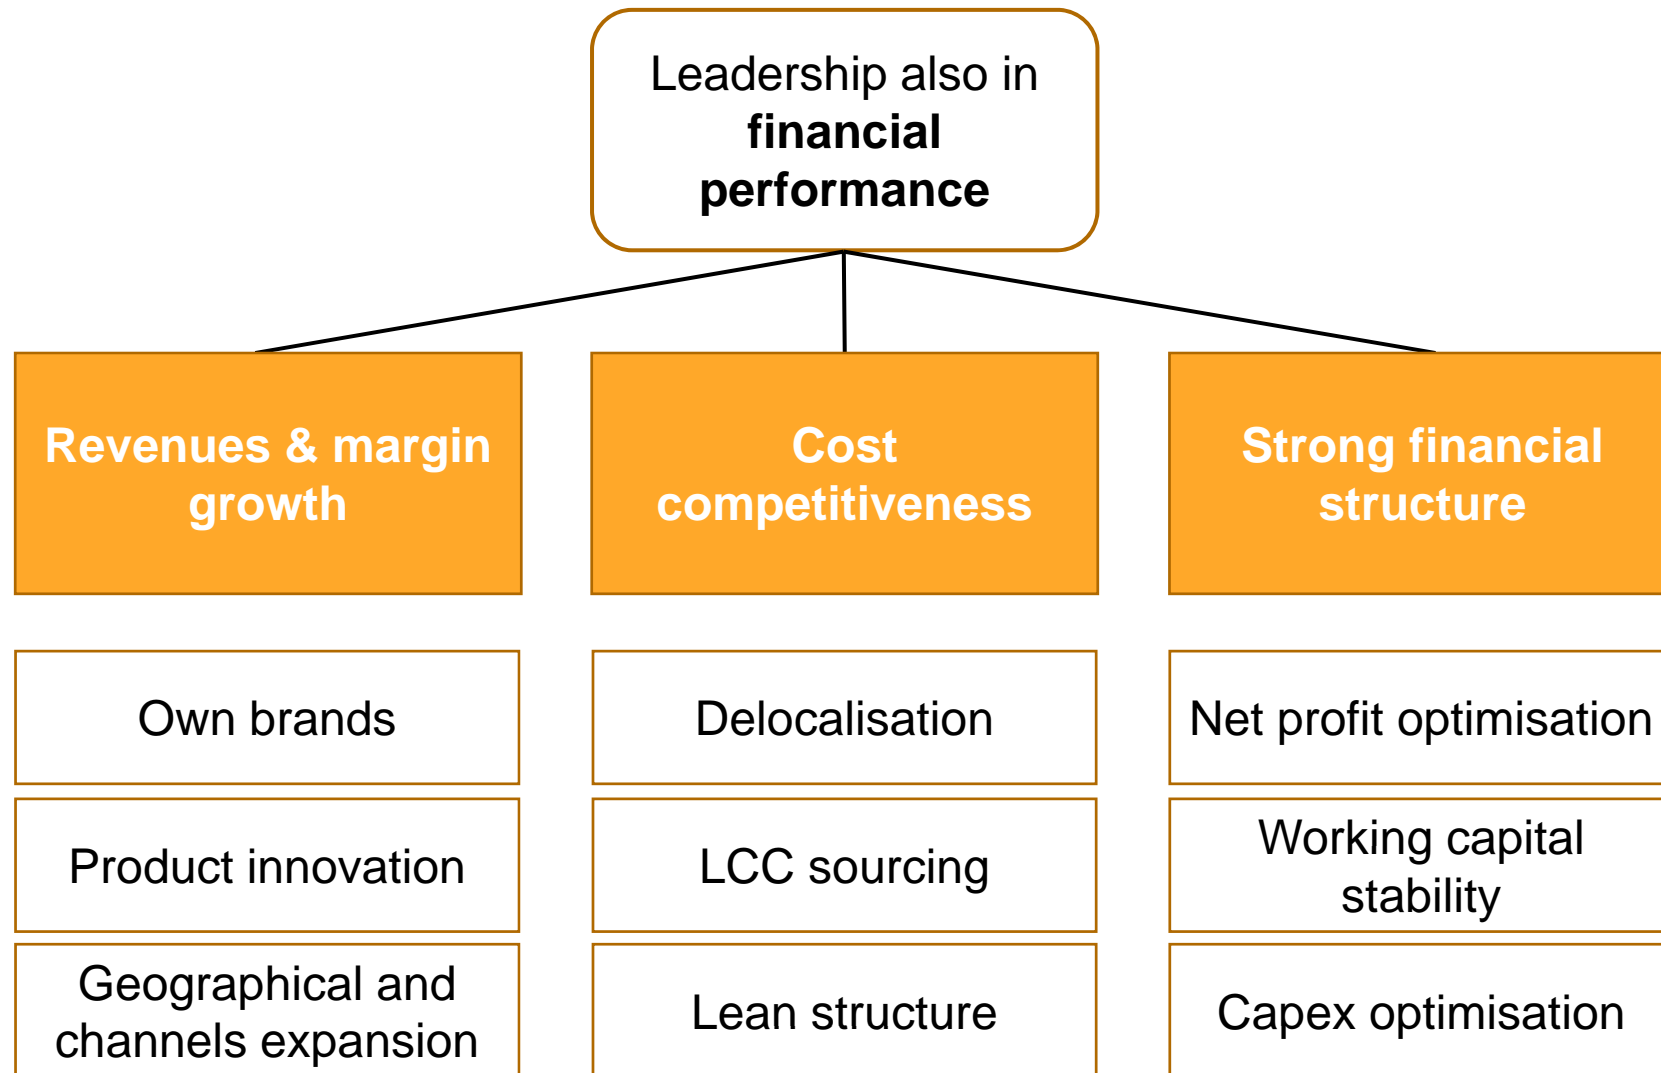 Leadership also in
financial
performance
Revenues & margin
growth
Cost
competitiveness
Strong financial
structure
Own brands
Delocalisation
Net profit optimisation
Product innovation
LCC sourcing
Working capital
stability
Geographical and
channels expansion
Lean structure
Capex optimisation